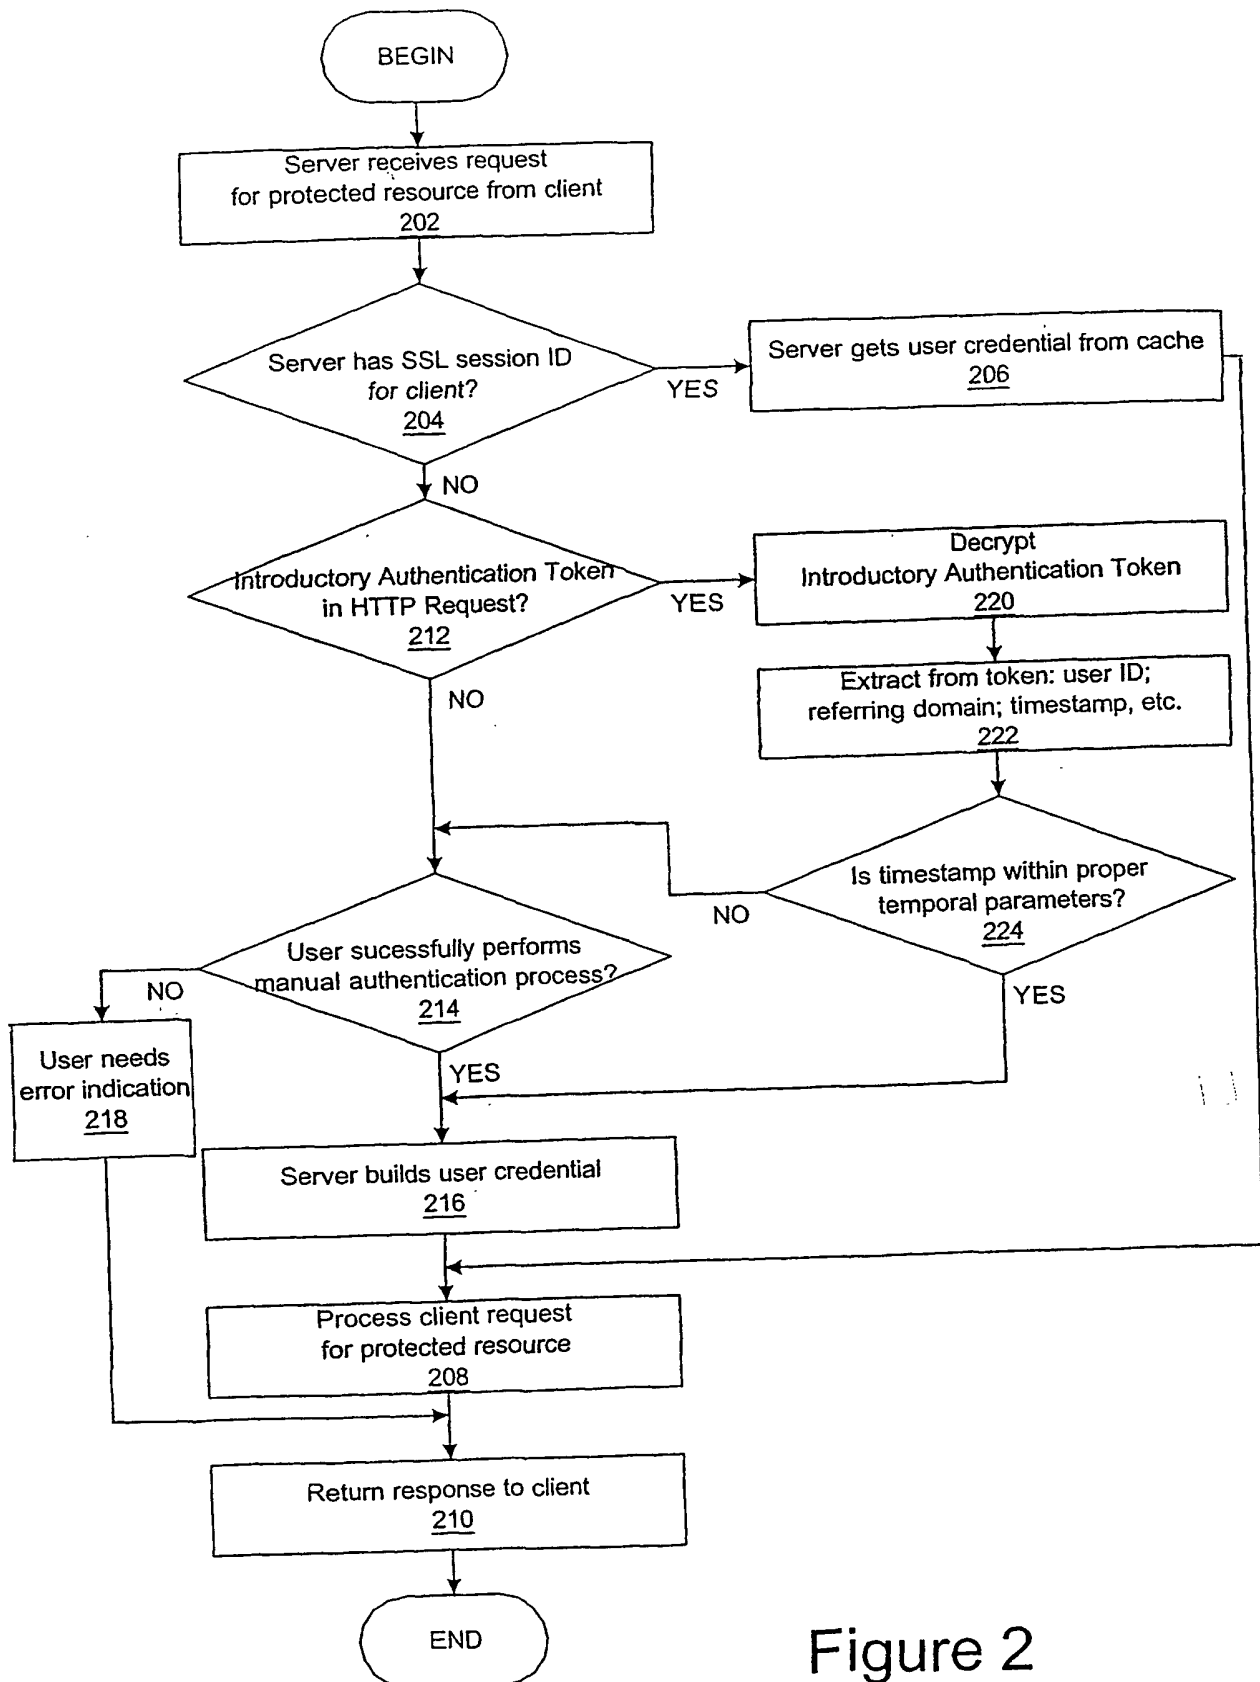 BEGIN
Server receives request
for protected resource from client
202
Server has SSL session ID
for client?
204
YES
Server gets user credential from cache
206
NO
Introductory Authentication Token
in HTTP Request?
212
YES
Decrypt
Introductory Authentication Token
220
NO
Extract from token: user ID;
referring domain; timestamp, etc.
222
Is timestamp within proper
temporal parameters?
224
NO
YES
User sucessfully performs
manual authentication process?
214
NO
YES
User needs
error indication
218
Server builds user credential
216
Process client request
for protected resource
208
Return response to client
210
END
Figure 2